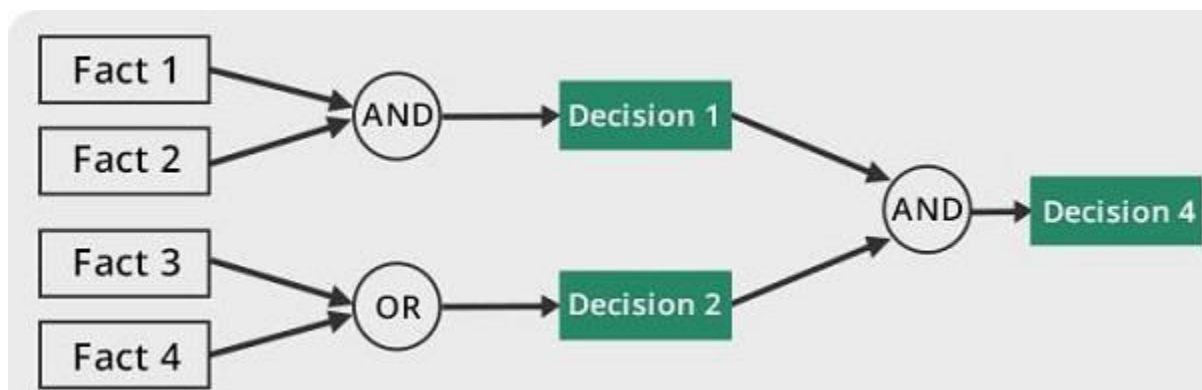 Fact 1
Fact 2
AND
Decision 1
Fact 3
Fact 4
OR
Decision 2
AND
Decision 4